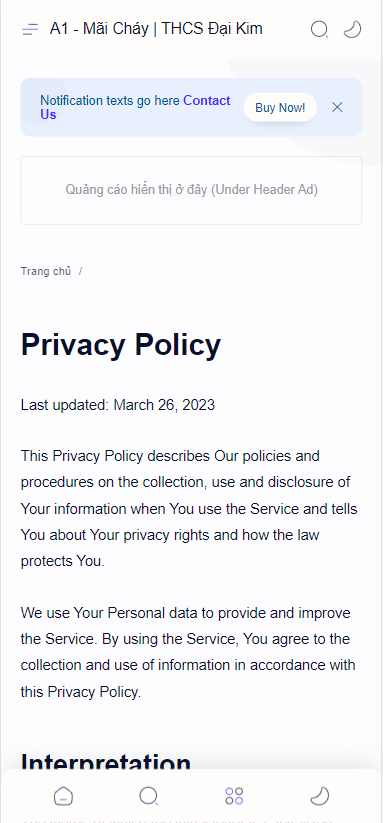 A1 - Mãi Cháy | THCS Đại Kim
Notification texts go here Contact
Us
Buy Now!
Quảng cáo hiển thị ở đây (Under Header Ad)
Trang chủ /
Privacy Policy
Last updated: March 26, 2023
This Privacy Policy describes Our policies and
procedures on the collection, use and disclosure of
Your information when You use the Service and tells
You about Your privacy rights and how the law
protects You.
We use Your Personal data to provide and improve
the Service. By using the Service, You agree to the
collection and use of information in accordance with
this Privacy Policy.
Interpretation